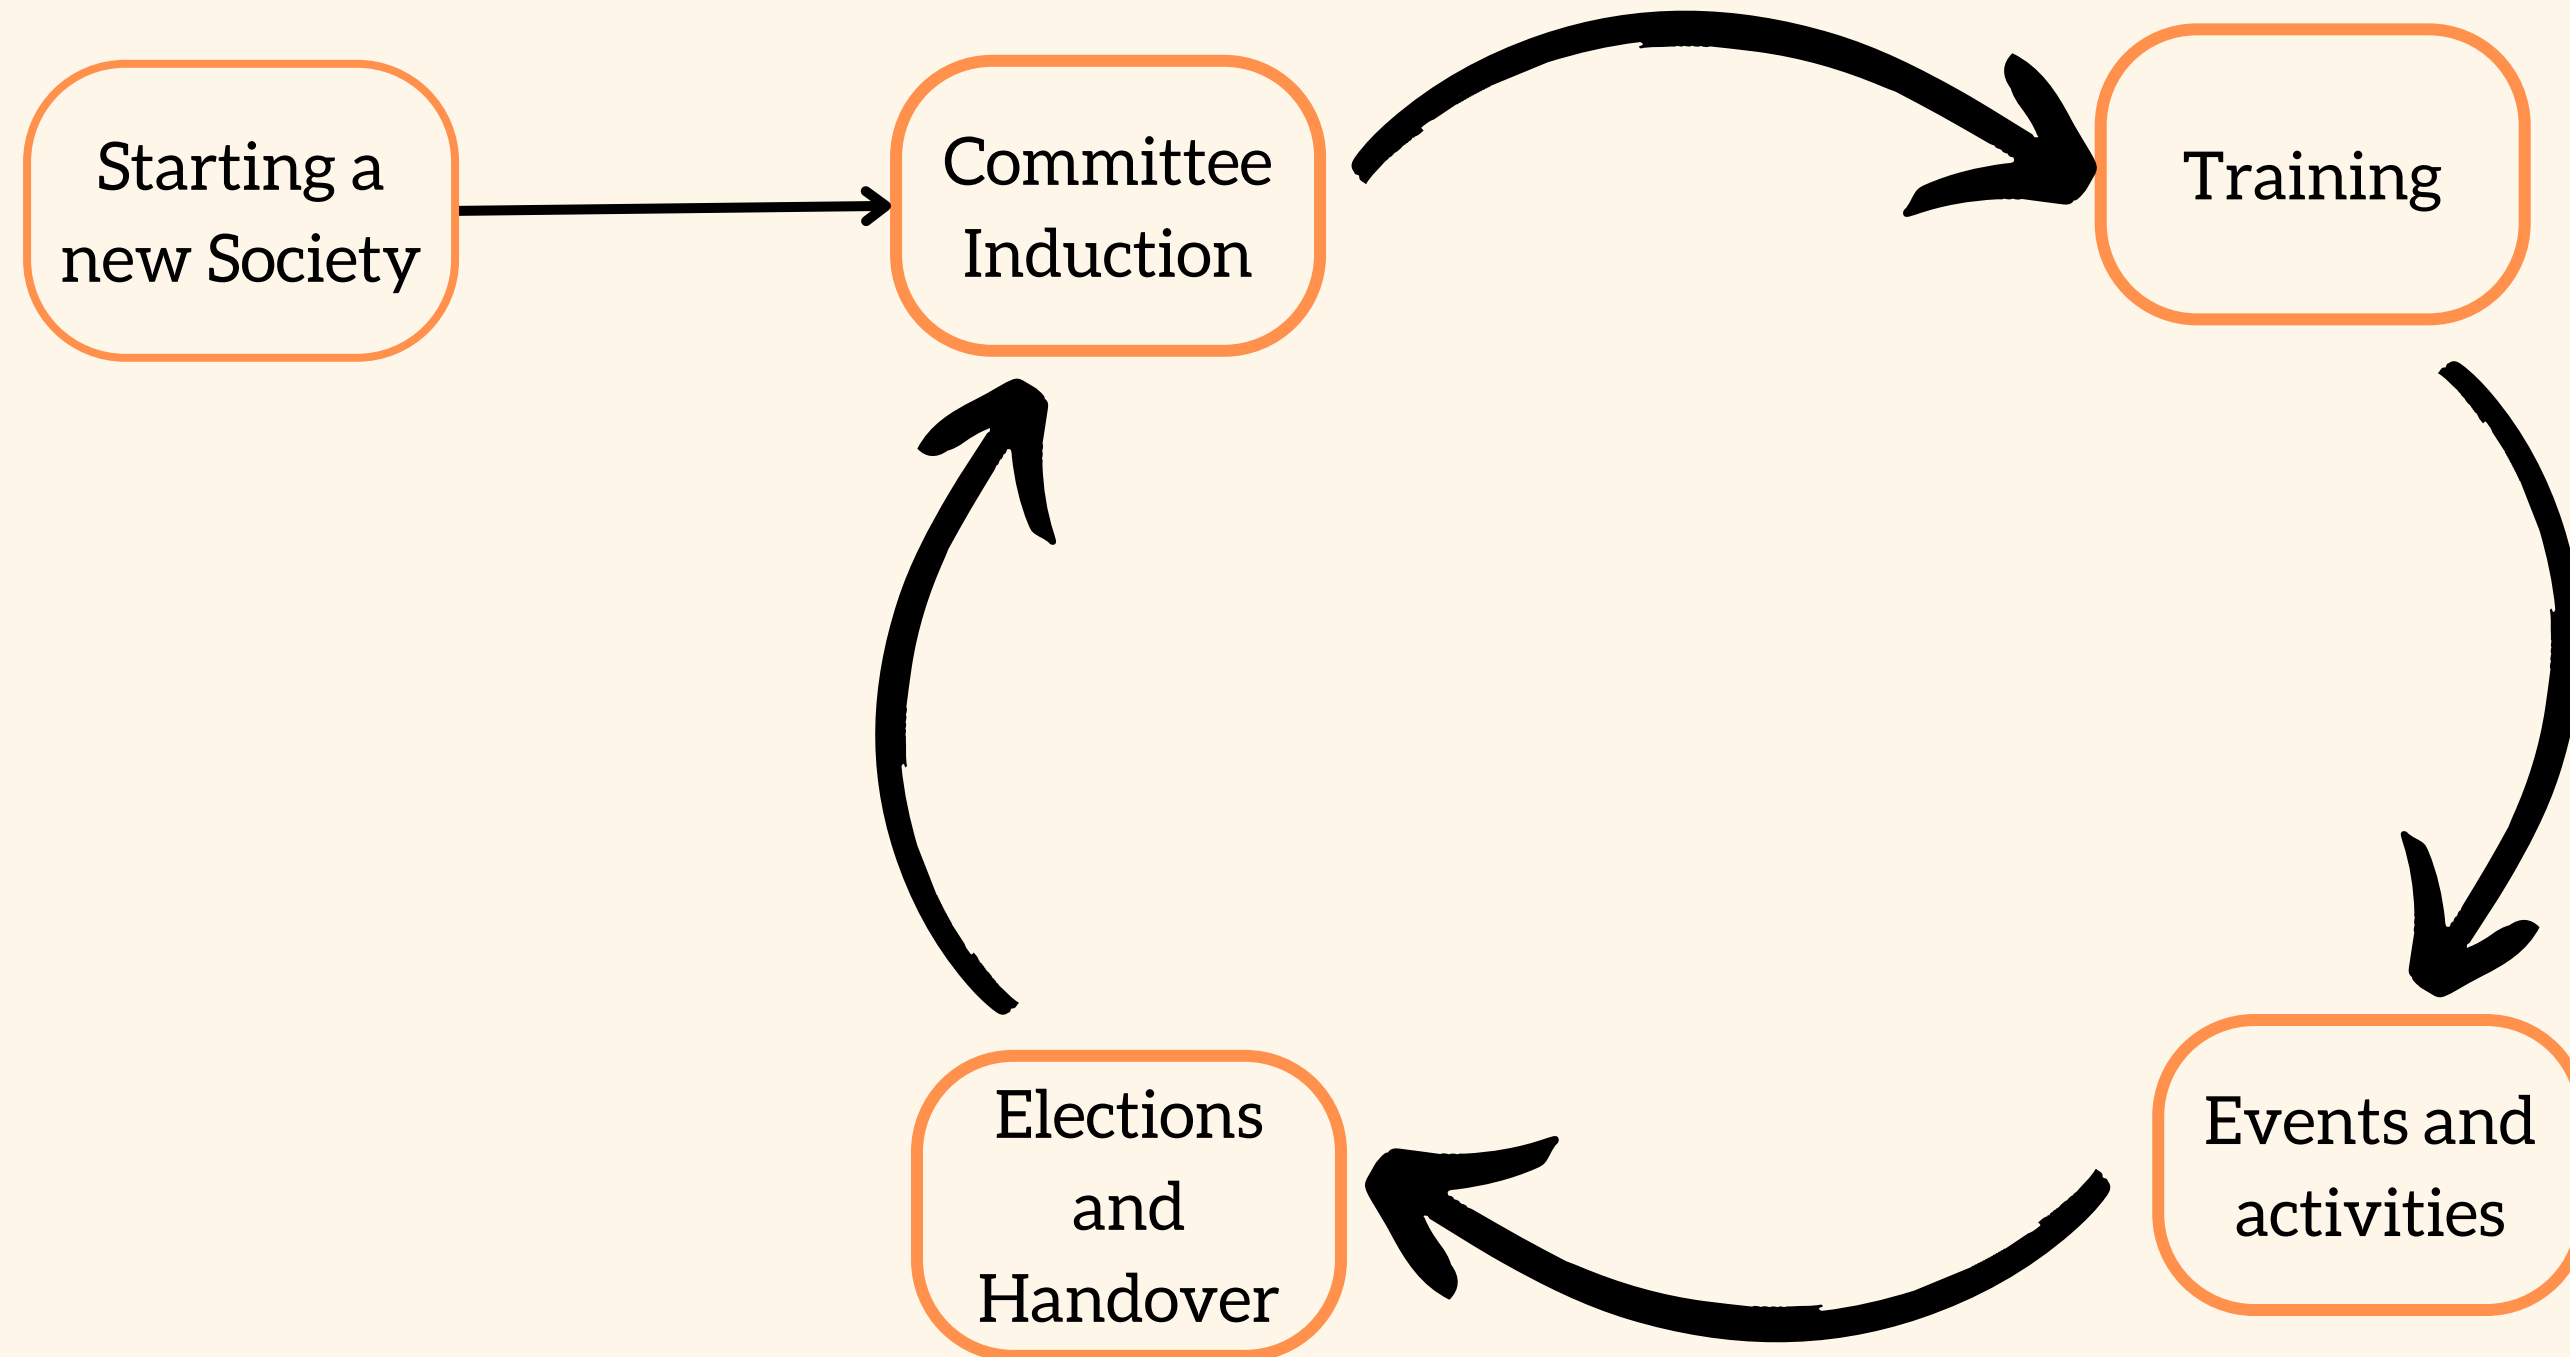 Starting a
new Society
Committee
Induction
Training
Events and
activities
Elections
and
Handover